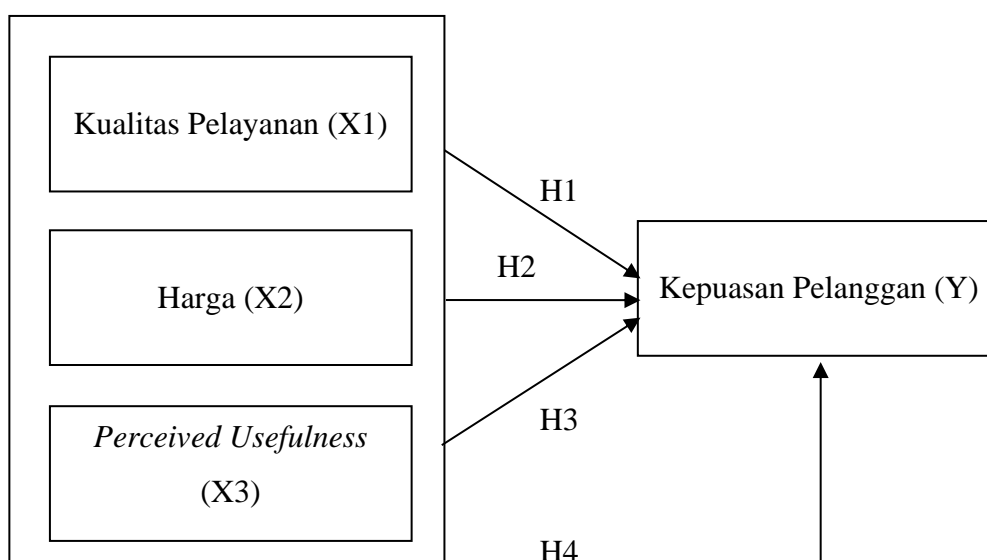 Kualitas Pelayanan (X1)
H1
H2
Harga (X2)
Kepuasan Pelanggan (Y)
H3
Perceived Usefulness
(X3)
H4